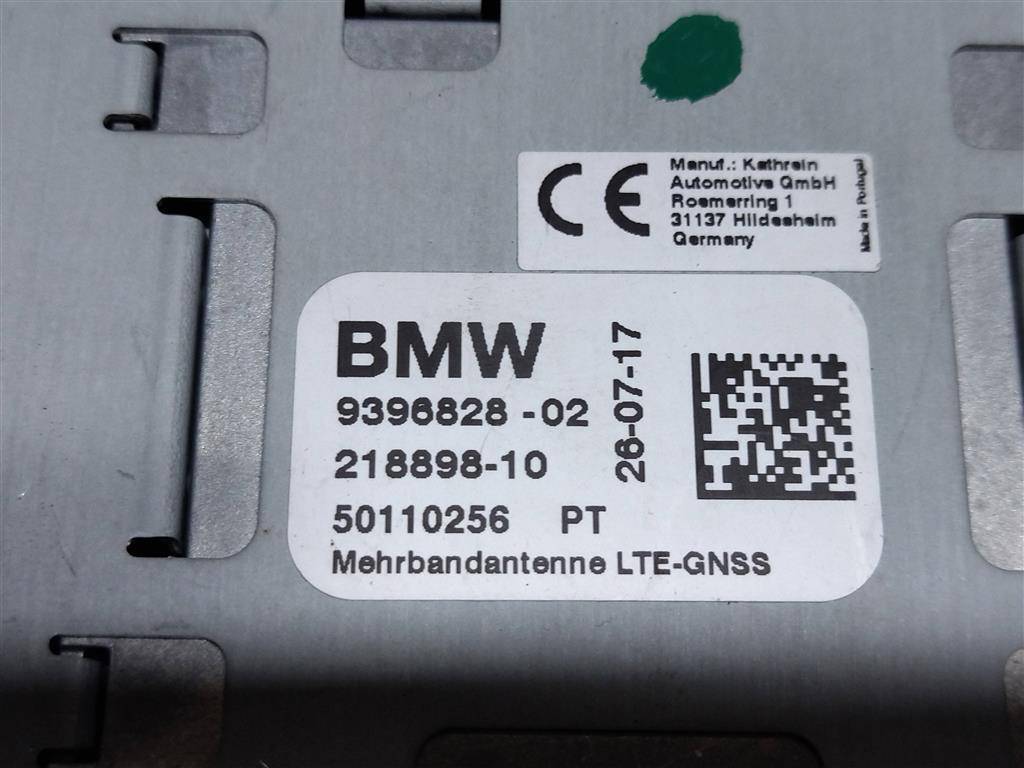 CE
Manuf.: Kathrein
Automotive GmbH
Roemerring 1
31137 Hildesheim
Germany
Made in Portugal
BMW
9396828 -02
218898-10
50110256 PT
Mehrbandantenne LTE-GNSS
26-07-17